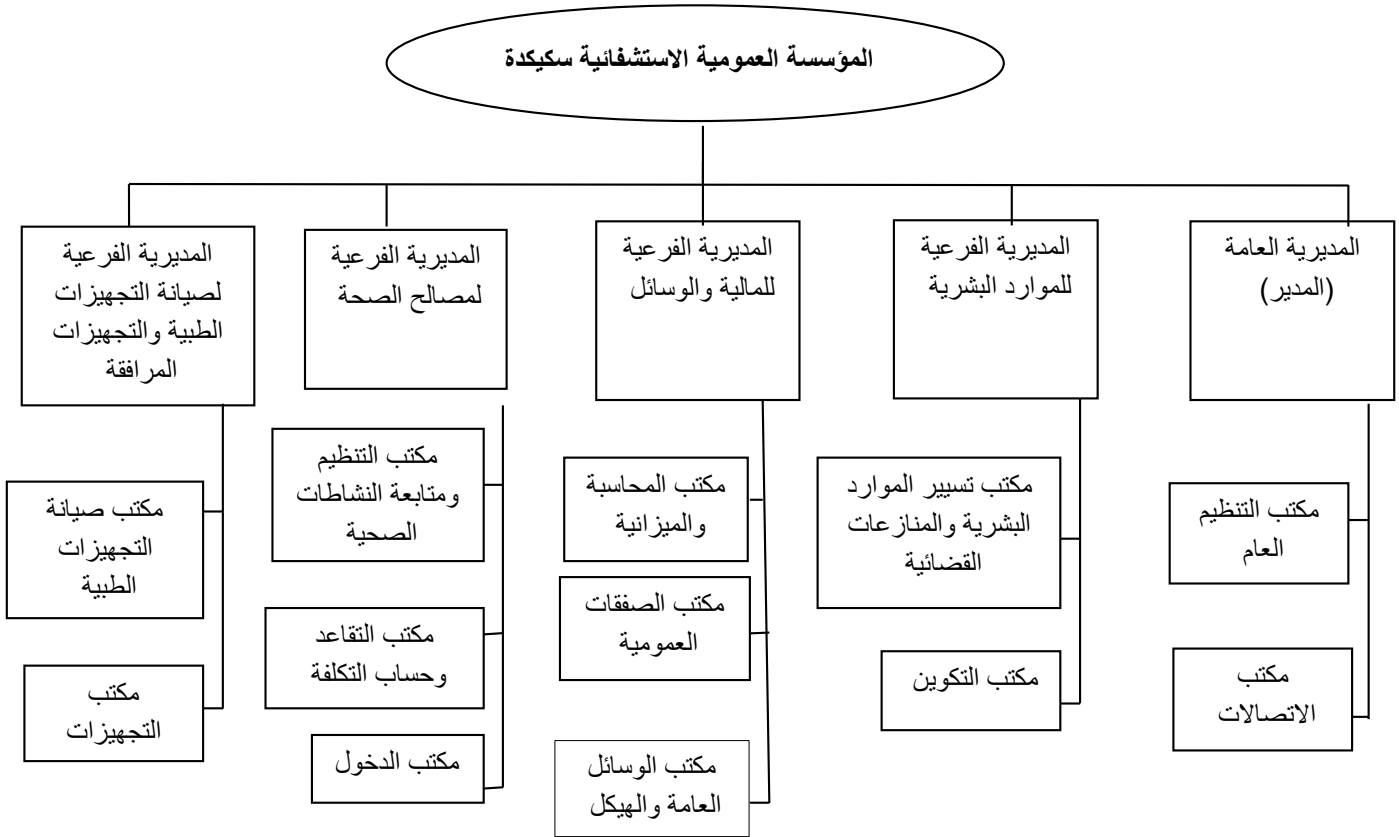 المؤسسة العمومية الاستشفائية سكيكدة
المديرية العامة
(المدير)
مكتب التنظيم
العام
مكتب
الاتصالات
المديرية الفرعية
للموارد البشرية
مكتب تسيير الموارد
البشرية والمنازعات
القضائية
مكتب التكوين
المديرية الفرعية
للمالية والوسائل
مكتب المحاسبة
والميزانية
مكتب الصفقات
العمومية
مكتب الوسائل
العامة والهيكل
المديرية الفرعية
لمصالح الصحة
مكتب التنظيم
ومتابعة النشاطات
الصحية
مكتب التقاعد
وحساب التكلفة
مكتب الدخول
المديرية الفرعية
لصيانة التجهيزات
الطبية والتجهيزات
المرافقة
مكتب صيانة
التجهيزات
الطبية
مكتب
التجهيزات